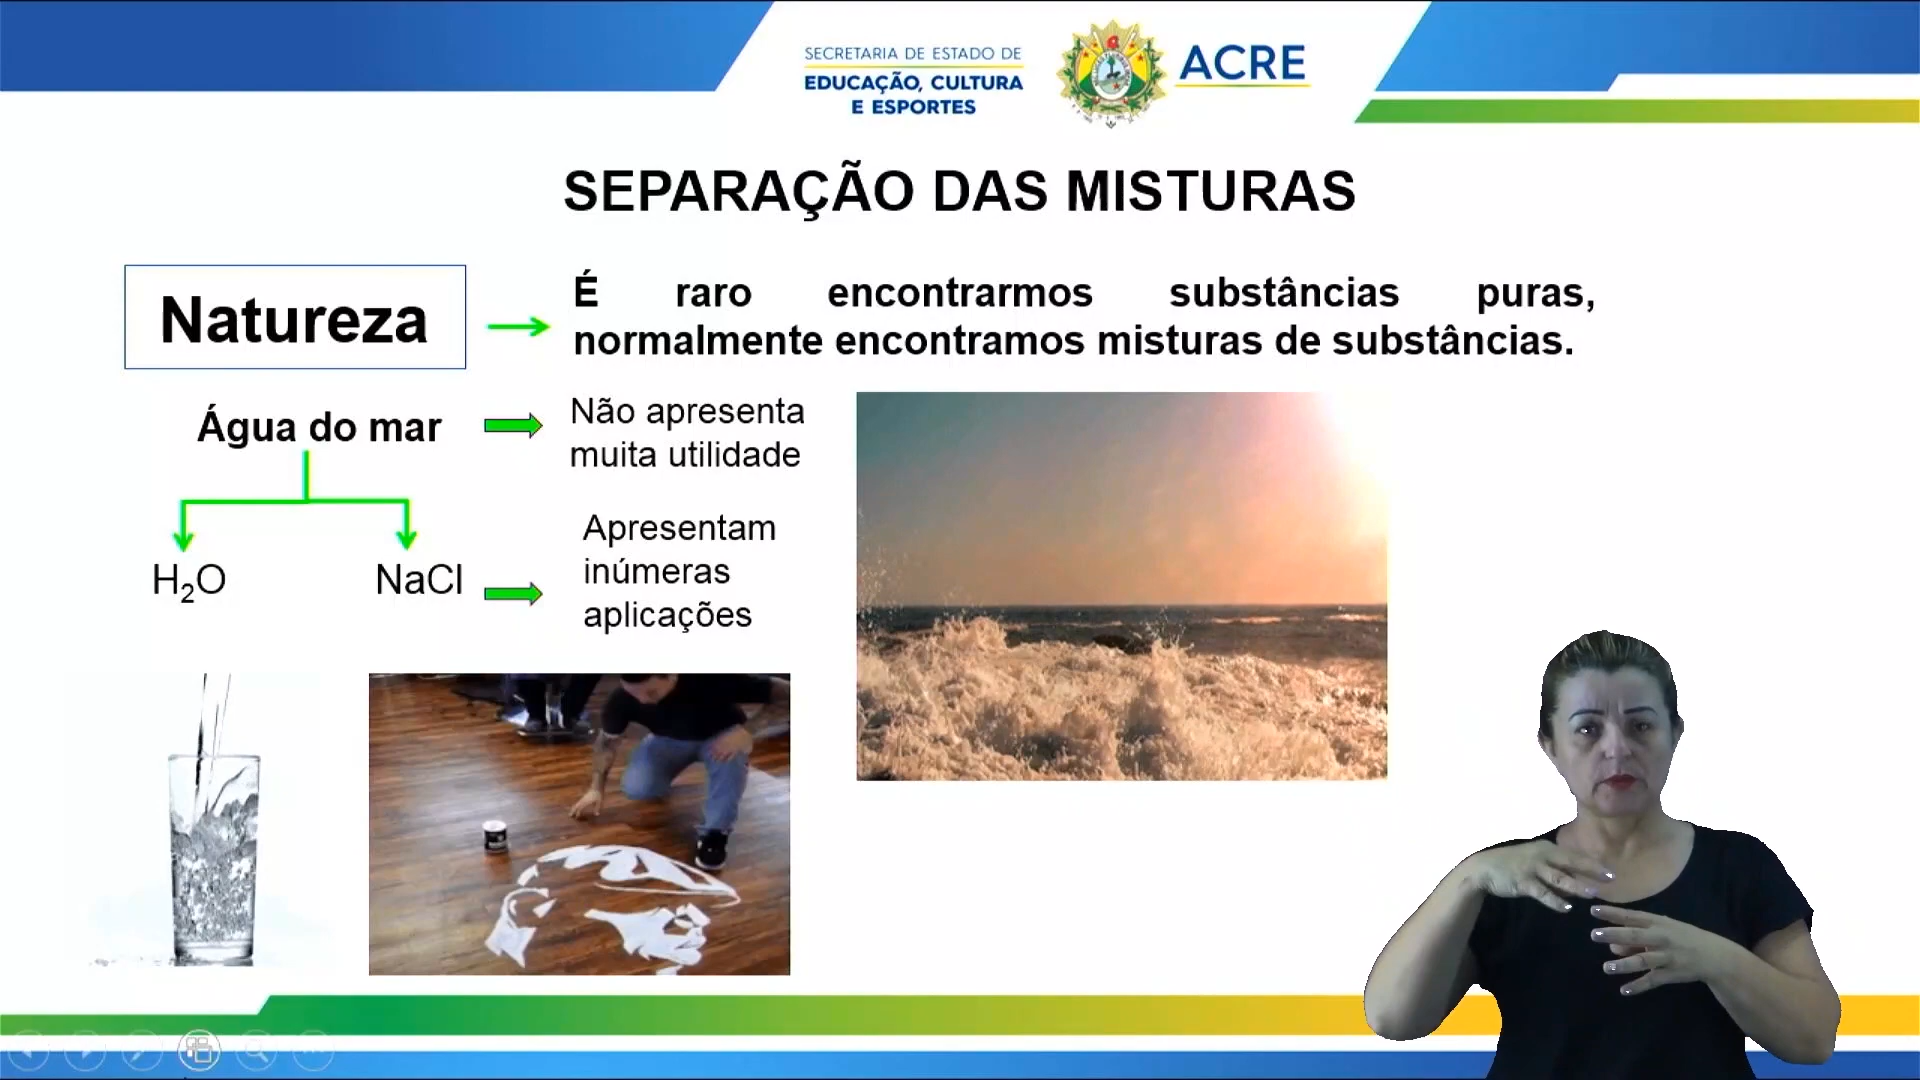 SECRETARIA DE ESTADO DE
EDUCAÇÃO, CULTURA
E ESPORTES
ACRE
SEPARAÇÃO DAS MISTURAS
Natureza
É raro encontrarmos substâncias puras,
normalmente encontramos misturas de substâncias.
Água do mar
Não apresenta
muita utilidade
H₂O
NaCl
Apresentam
inúmeras
aplicações